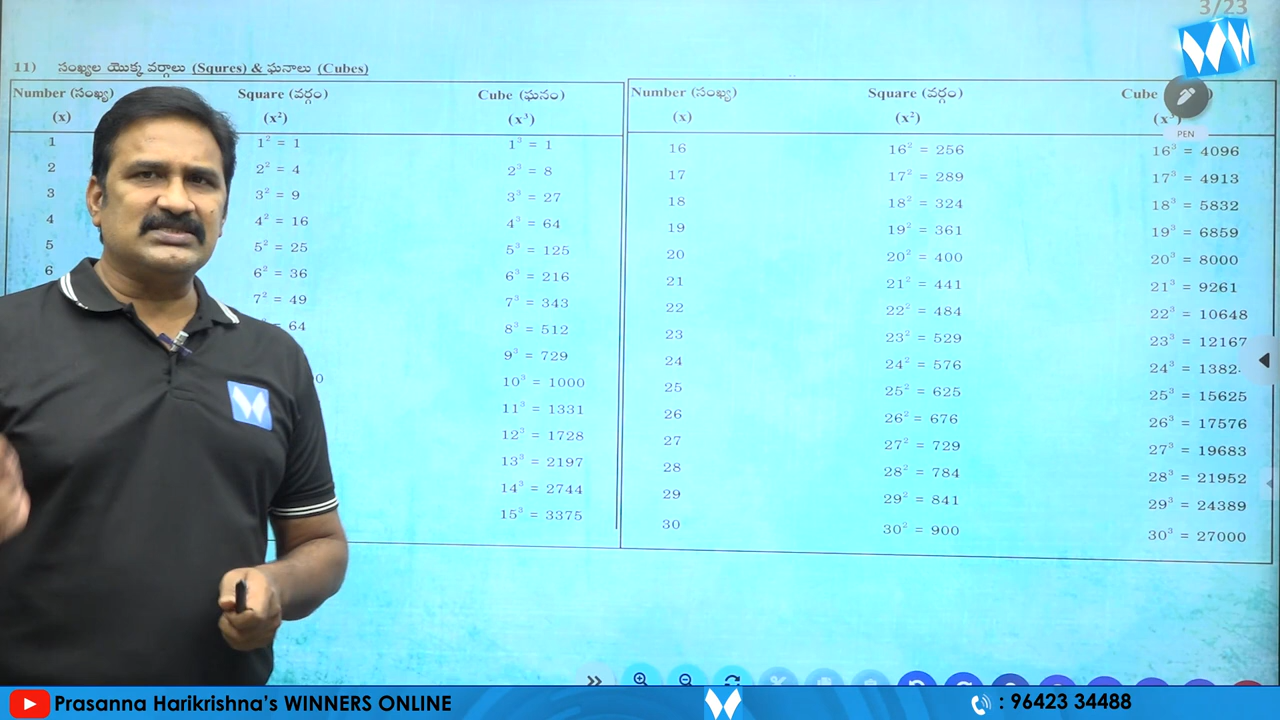 3/23
11) సంఖ్యల యొక్క వర్గాలు (Squres) & ఘనాలు (Cubes)
Number (సంఖ్య) Square (వర్గం) Cube (ఘనం)
(x) (x²) (x³)
1 1² = 1 1³ = 1
2 2² = 4 2³ = 8
3 3² = 9 3³ = 27
4 4² = 16 4³ = 64
5 5² = 25 5³ = 125
6 6² = 36 6³ = 216
7² = 49 7³ = 343
= 64 8³ = 512
9³ = 729
10³ = 1000
11³ = 1331
12³ = 1728
13³ = 2197
14³ = 2744
15³ = 3375
Number (సంఖ్య) Square (వర్గం) Cube
(x) (x²) (x³)
PEN
16 16² = 256 16³ = 4096
17 17² = 289 17³ = 4913
18 18² = 324 18³ = 5832
19 19² = 361 19³ = 6859
20 20² = 400 20³ = 8000
21 21² = 441 21³ = 9261
22 22² = 484 22³ = 10648
23 23² = 529 23³ = 12167
24 24² = 576 24³ = 1382
25 25² = 625 25³ = 15625
26 26² = 676 26³ = 17576
27 27² = 729 27³ = 19683
28 28² = 784 28³ = 21952
29 29² = 841 29³ = 24389
30 30² = 900 30³ = 27000
Prasanna Harikrishna's WINNERS ONLINE
: 96423 34488